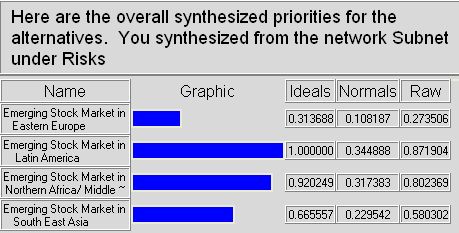 Here are the overall synthesized priorities for the
alternatives. You synthesized from the network Subnet
under Risks
Name Graphic Ideals Normals Raw
Emerging Stock Market in
Eastern Europe 0.313688 0.108187 0.273506
Emerging Stock Market in
Latin America 1.000000 0.344888 0.871904
Emerging Stock Market in
Northern Africa/ Middle ~ 0.920249 0.317383 0.802369
Emerging Stock Market in
South East Asia 0.665557 0.229542 0.580302